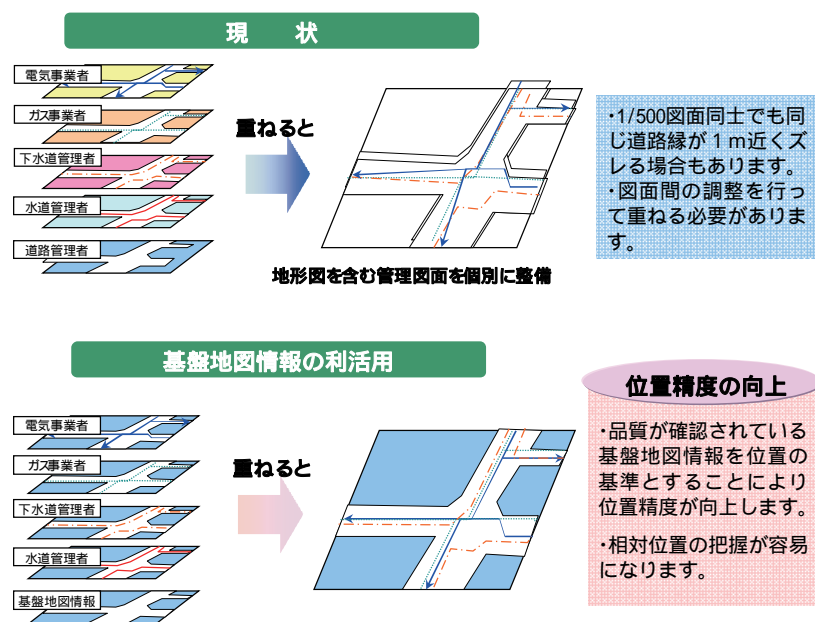 現　状
電気事業者
ガス事業者
下水道管理者
水道管理者
道路管理者
重ねると
地形図を含む管理図面を個別に整備
・1/500図面同士でも同
じ道路縁が１ｍ近くズ
レる場合もあります。
・図面間の調整を行っ
て重ねる必要がありま
す。
基盤地図情報の利活用
電気事業者
ガス事業者
下水道管理者
水道管理者
基盤地図情報
重ねると
位置精度の向上
・品質が確認されている
基盤地図情報を位置の
基準とすることにより
位置精度が向上します。
・相対位置の把握が容易
になります。